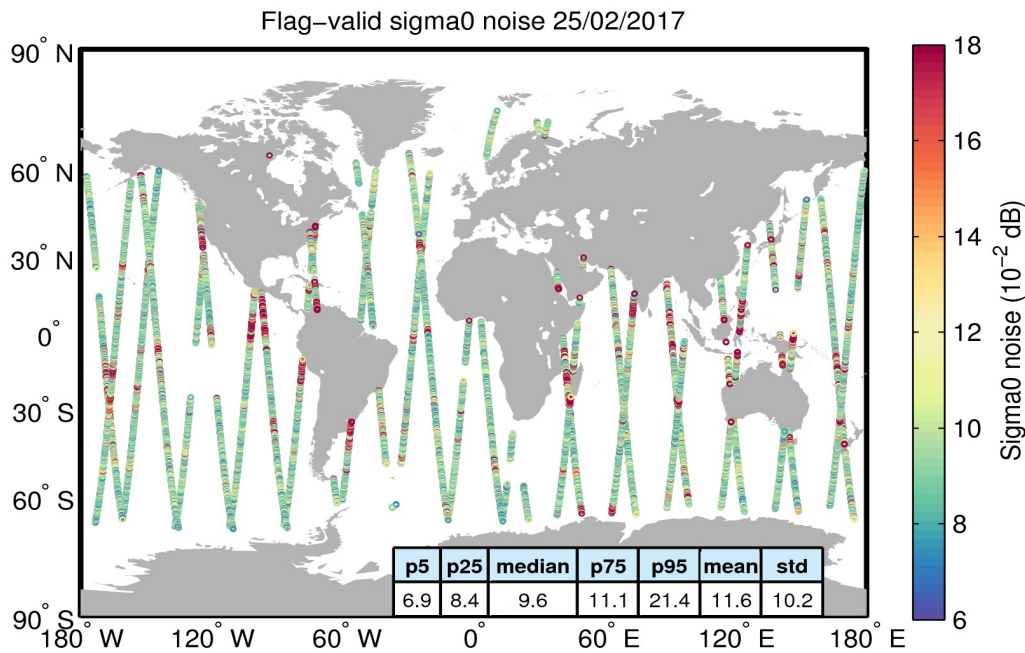 Flag−valid sigma0 noise 25/02/2017
90° N
60° N
30° N
0°
30° S
60° S
90° S
180° W
120° W
60° W
0°
60° E
120° E
180° E
p5 p25 median p75 p95 mean std
6.9 8.4 9.6 11.1 21.4 11.6 10.2
18
16
14
12
10
8
6
Sigma0 noise (10⁻² dB)